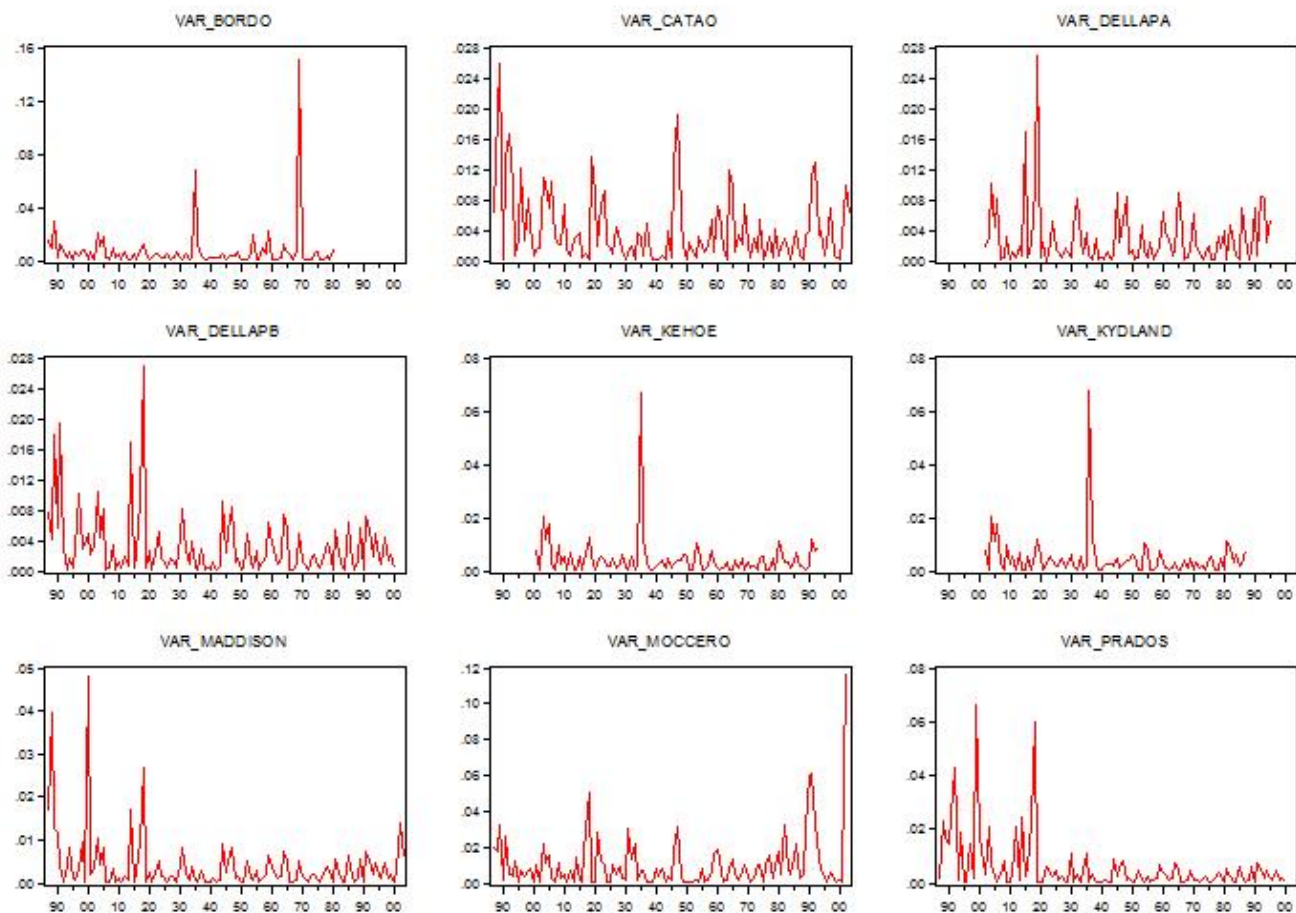 VAR_BORDO VAR_CATAO VAR_DELLAPA
.16 .028 .028
.12 .024 .024
.08 .020 .020
.04 .016 .016
.00 .012 .012
.008 .008
.004 .004
.000 .000
90 00 10 20 30 40 50 60 70 80 90 00 90 00 10 20 30 40 50 60 70 80 90 00 90 00 10 20 30 40 50 60 70 80 90 00
VAR_DELLAPB VAR_KEHOE VAR_KYDLAND
.028 .08 .08
.024 .06 .06
.020 .04 .04
.016 .02 .02
.012 .00 .00
.008
.004
.000
90 00 10 20 30 40 50 60 70 80 90 00 90 00 10 20 30 40 50 60 70 80 90 00 90 00 10 20 30 40 50 60 70 80 90 00
VAR_MADDISON VAR_MOCCERO VAR_PRADOS
.05 .12 .08
.04 .10 .06
.03 .08 .04
.02 .06 .02
.01 .04 .00
.00 .02
.00
90 00 10 20 30 40 50 60 70 80 90 00 90 00 10 20 30 40 50 60 70 80 90 00 90 00 10 20 30 40 50 60 70 80 90 00